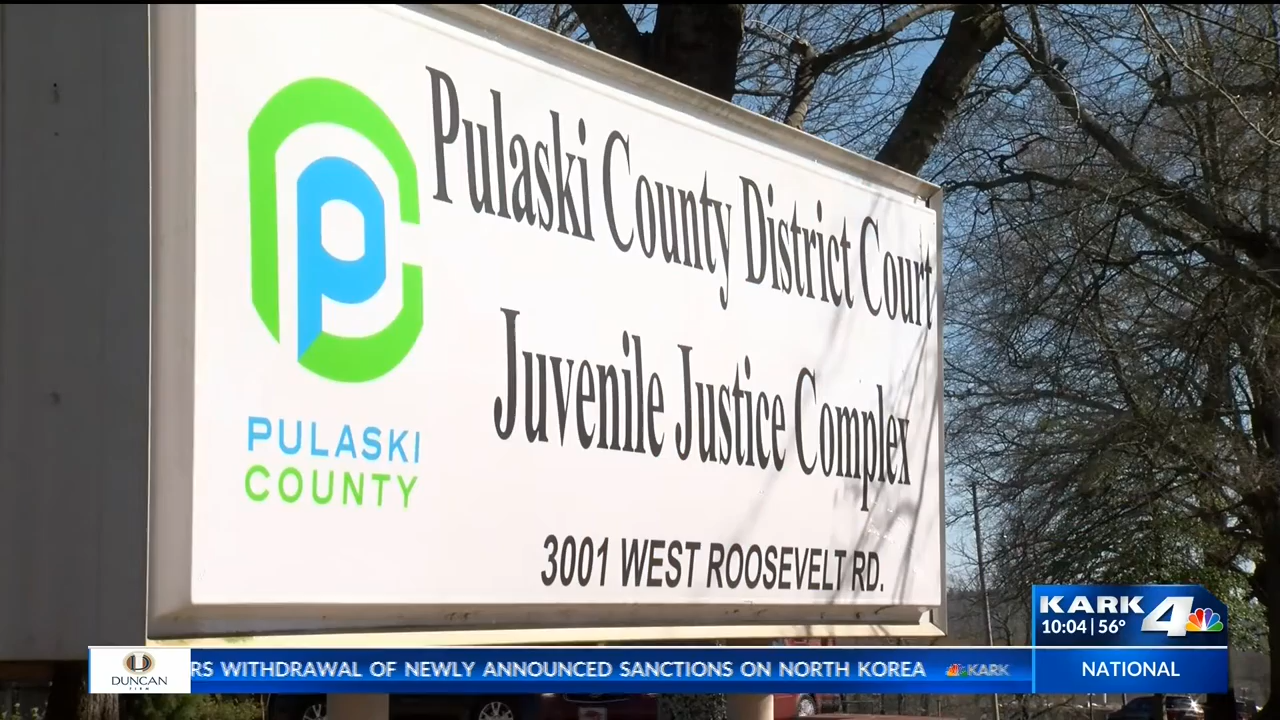 Pulaski County District Court
Juvenile Justice Complex
PULASKI
COUNTY
3001 WEST ROOSEVELT RD.
KARK 4
10:04 | 56°
DUNCAN
FIRM
RS WITHDRAWAL OF NEWLY ANNOUNCED SANCTIONS ON NORTH KOREA
KARK
NATIONAL